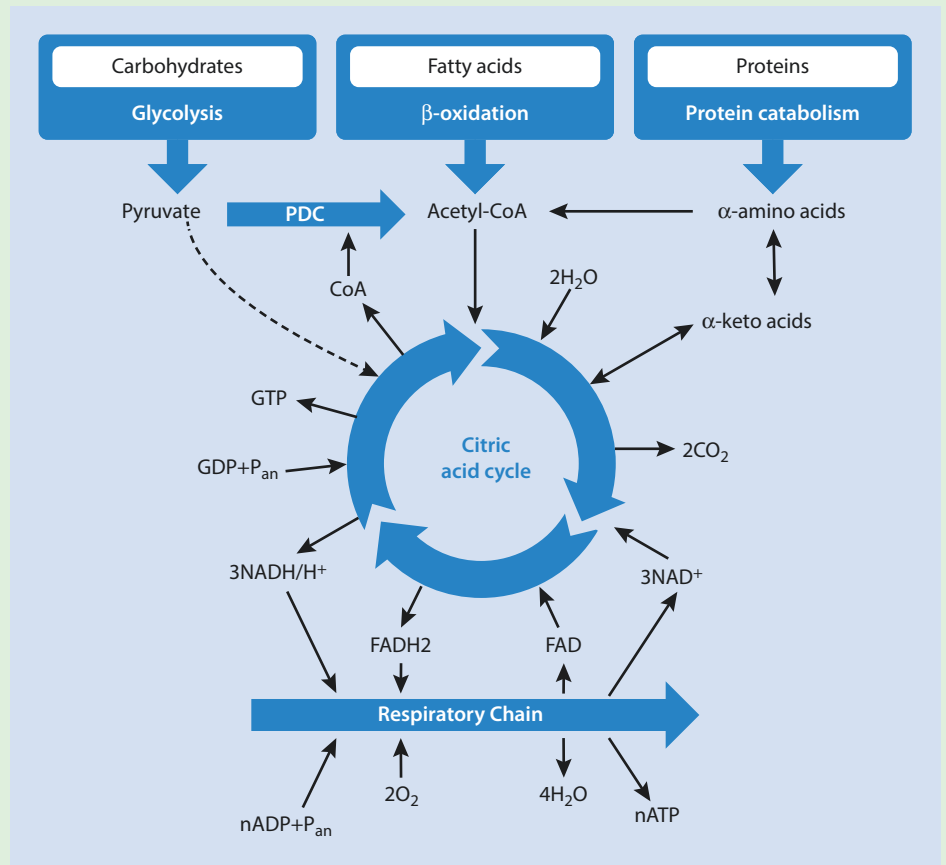 Carbohydrates
Glycolysis
Fatty acids
β-oxidation
Proteins
Protein catabolism
Pyruvate
PDC
Acetyl-CoA
α-amino acids
CoA
2H₂O
α-keto acids
GTP
GDP+Pₐₙ
Citric
acid cycle
2CO₂
3NADH/H⁺
3NAD⁺
FADH2
FAD
Respiratory Chain
nADP+Pₐₙ
2O₂
4H₂O
nATP